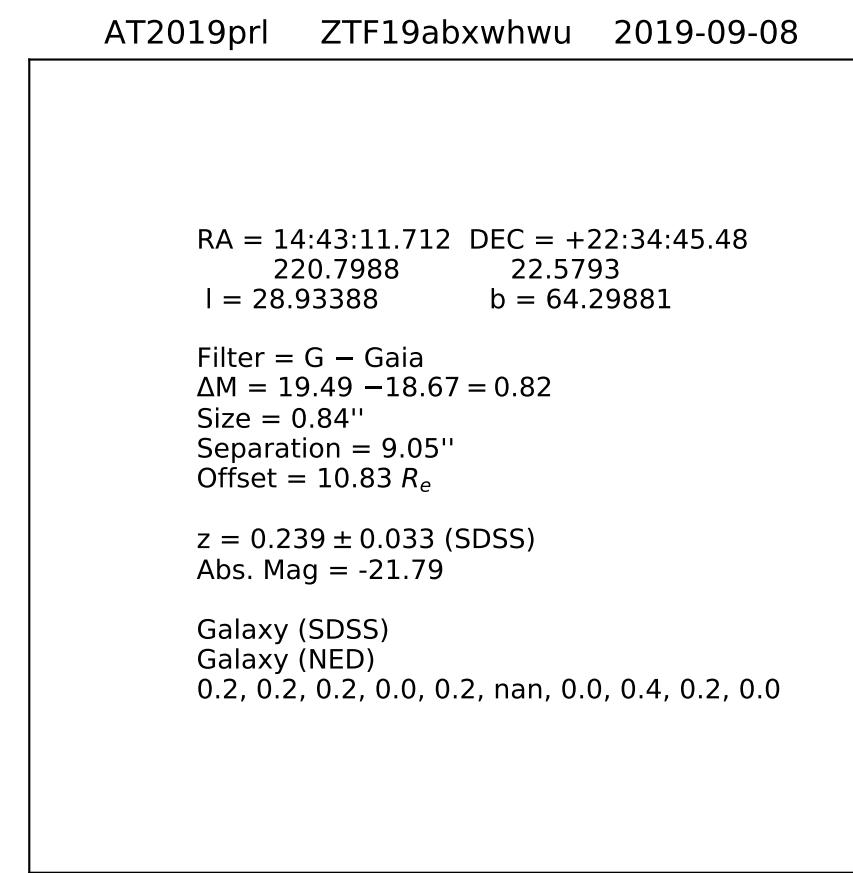 AT2019prl ZTF19abxwhwu 2019-09-08
RA = 14:43:11.712 DEC = +22:34:45.48
220.7988 22.5793
l = 28.93388 b = 64.29881
Filter = G − Gaia
ΔM = 19.49 −18.67 = 0.82
Size = 0.84''
Separation = 9.05''
Offset = 10.83 Rₑ
z = 0.239 ± 0.033 (SDSS)
Abs. Mag = -21.79
Galaxy (SDSS)
Galaxy (NED)
0.2, 0.2, 0.2, 0.0, 0.2, nan, 0.0, 0.4, 0.2, 0.0